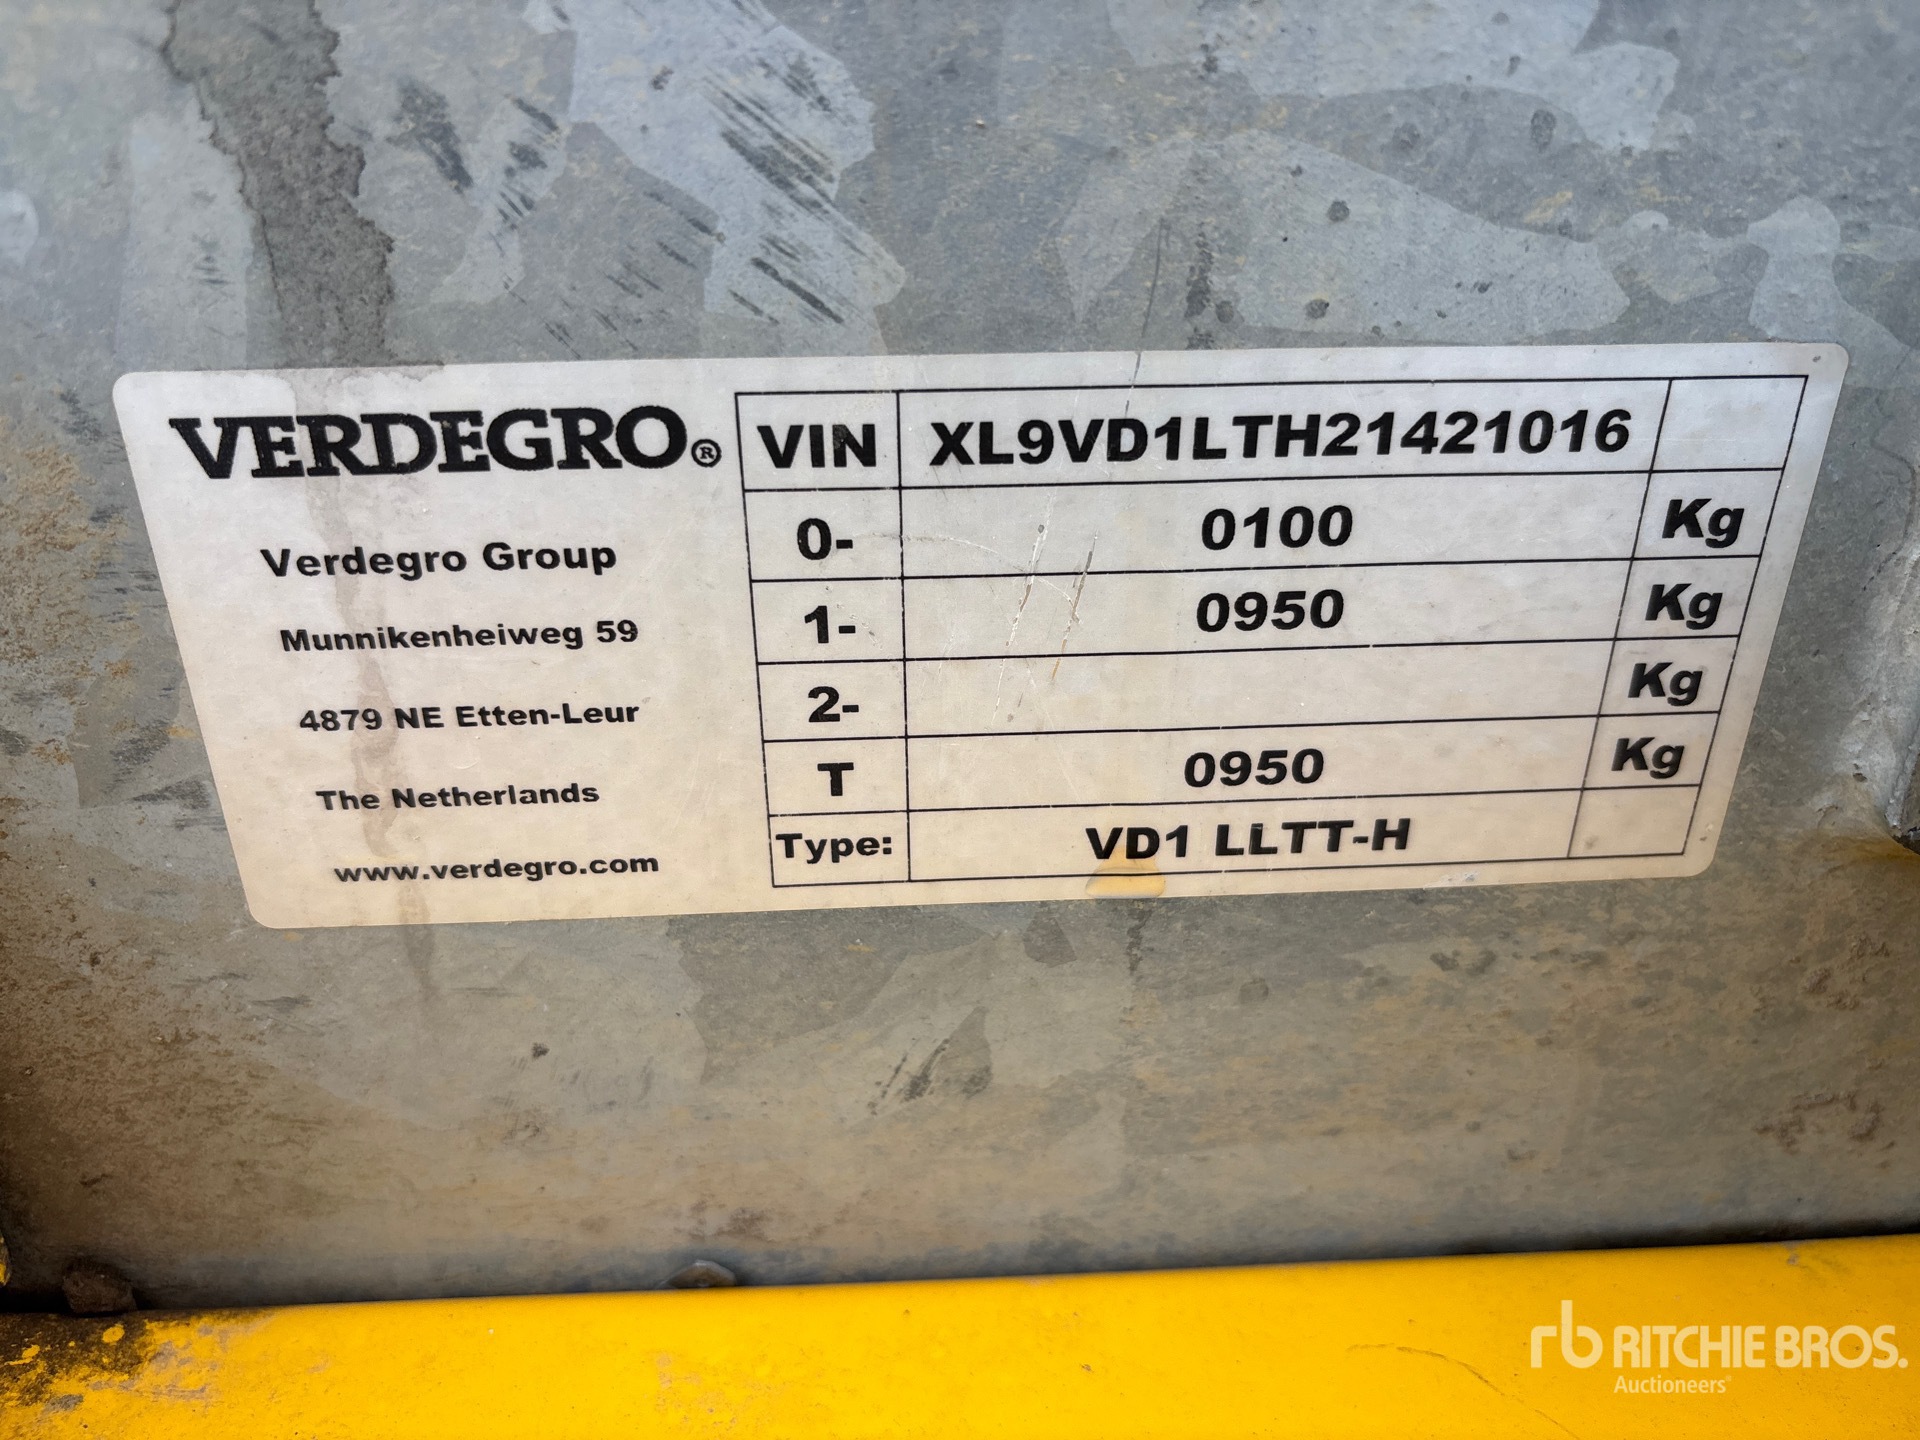 VERDEGRO®
Verdegro Group
Munnikenheiweg 59
4879 NE Etten-Leur
The Netherlands
www.verdegro.com
VIN XL9VD1LTH21421016
0- 0100 Kg
1- 0950 Kg
2- Kg
T 0950 Kg
Type: VD1 LLTT-H
rb RITCHIE BROS.
Auctioneers